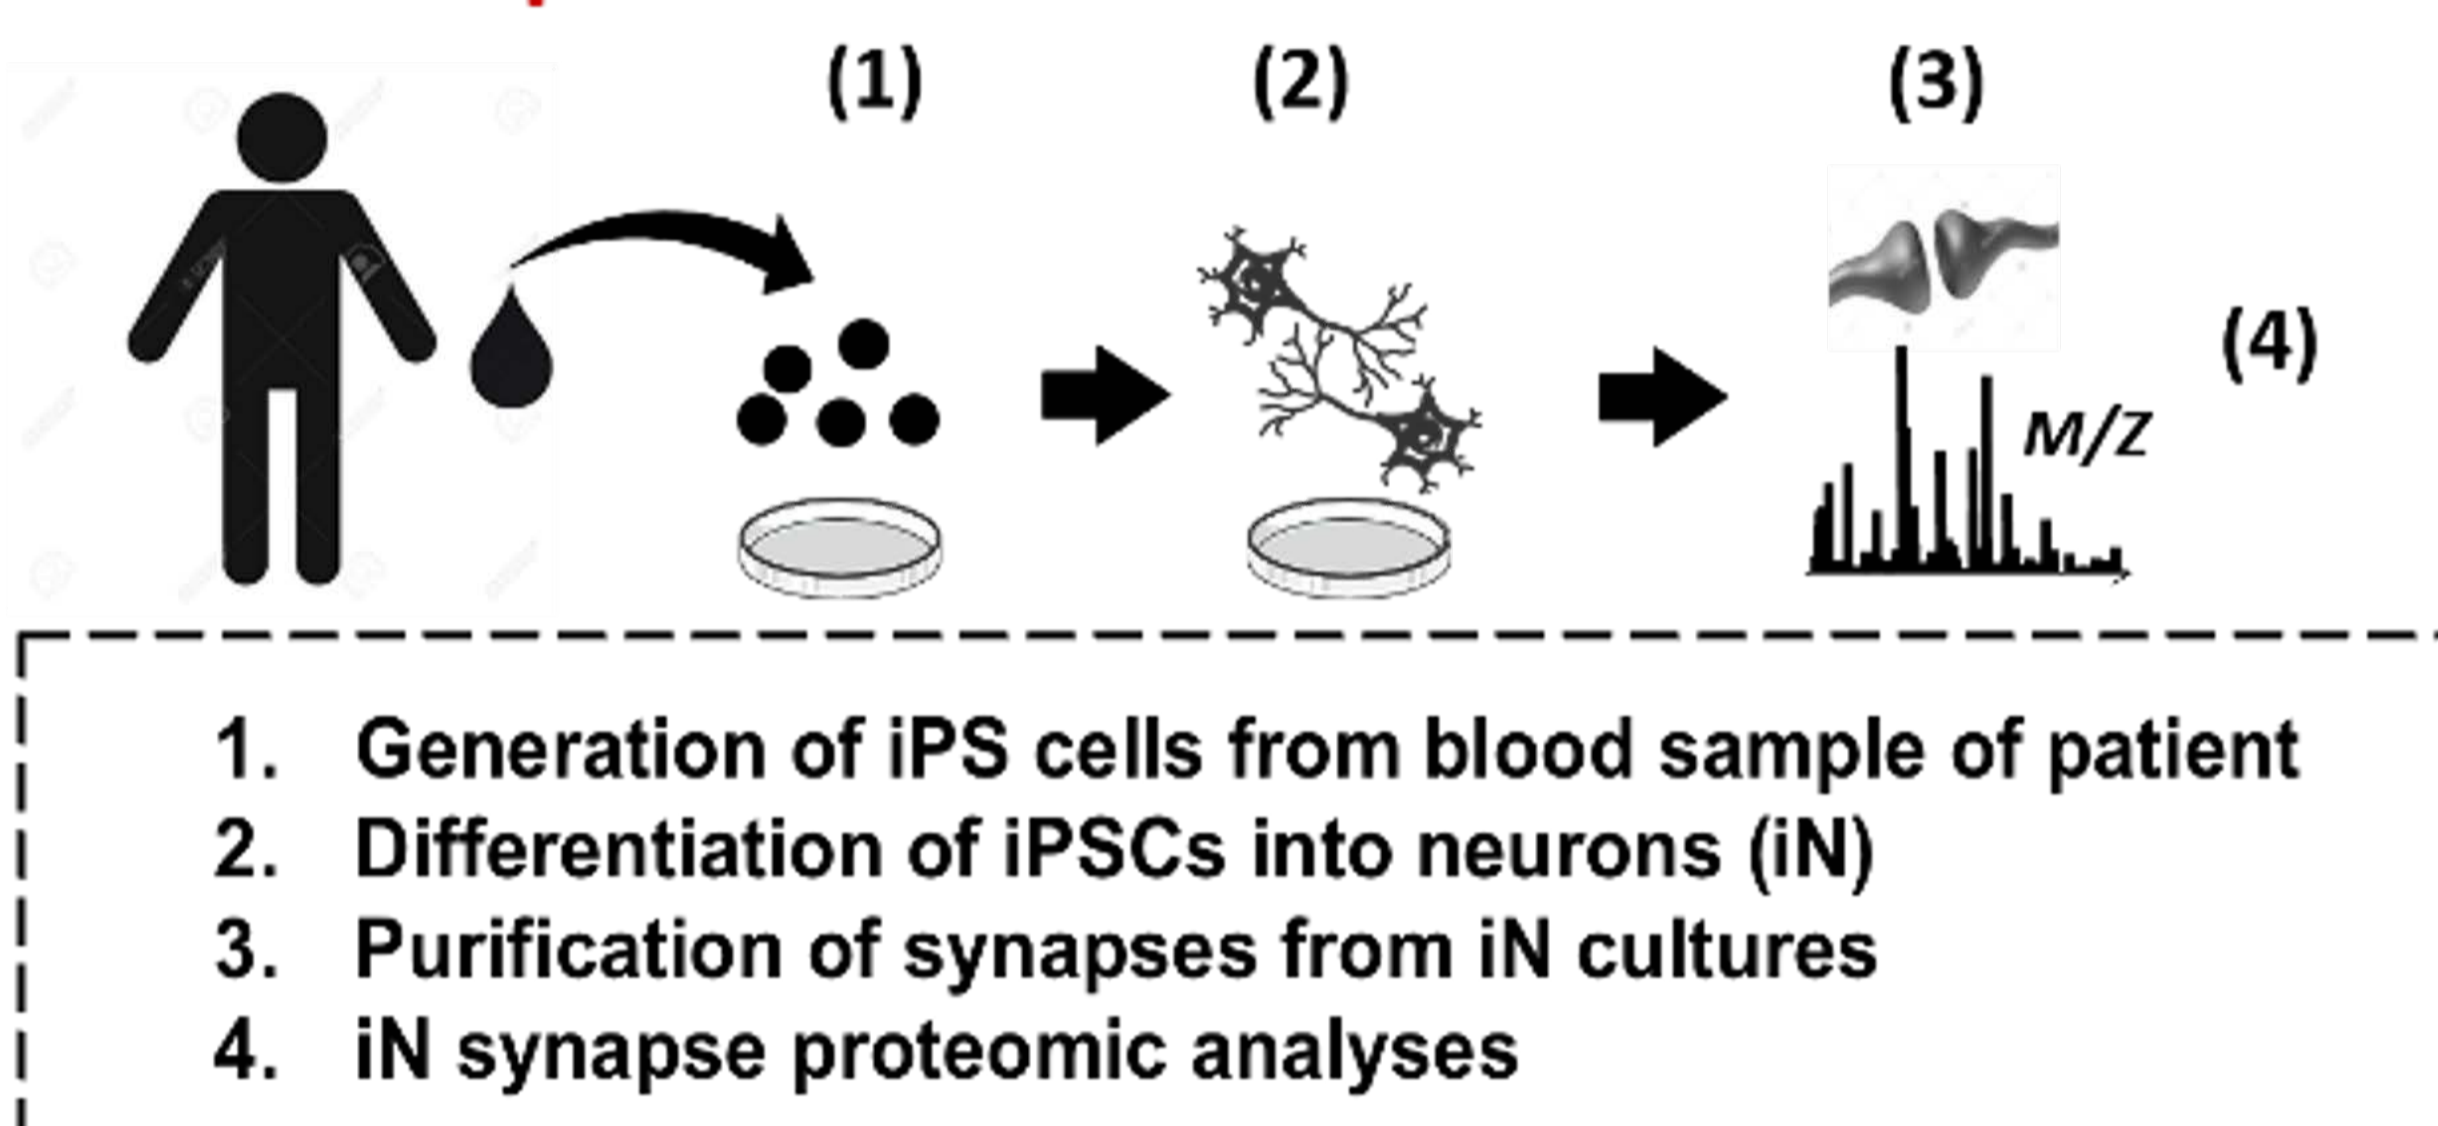 (1) (2) (3)
(4)
M/Z
1. Generation of iPS cells from blood sample of patient
2. Differentiation of iPSCs into neurons (iN)
3. Purification of synapses from iN cultures
4. iN synapse proteomic analyses